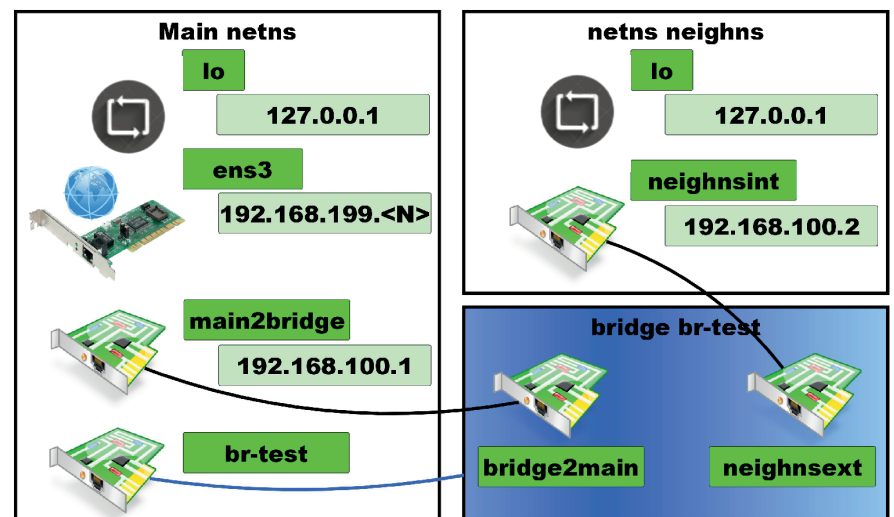 Main netns
lo
127.0.0.1
ens3
192.168.199.<N>
main2bridge
192.168.100.1
br-test
netns neighns
lo
127.0.0.1
neighnsint
192.168.100.2
bridge br-test
bridge2main
neighnsext